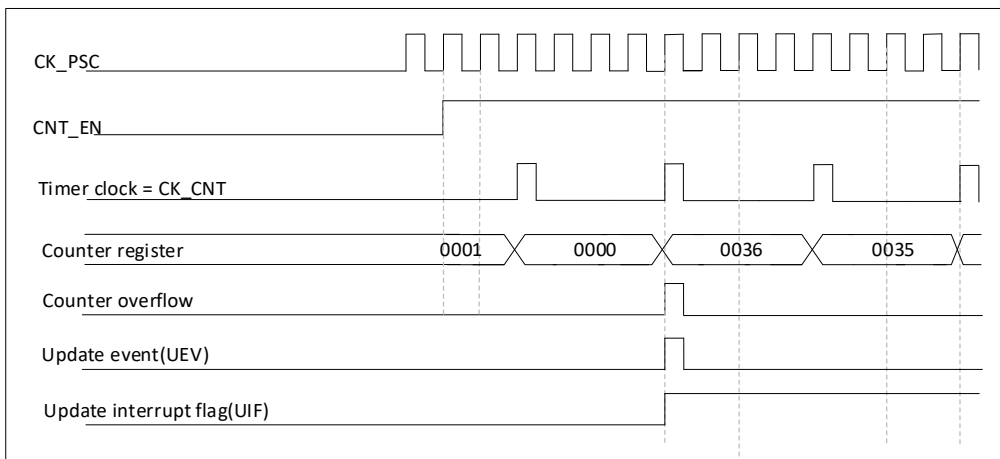 CK_PSC
CNT_EN
Timer clock = CK_CNT
Counter register 0001 0000 0036 0035
Counter overflow
Update event(UEV)
Update interrupt flag(UIF)